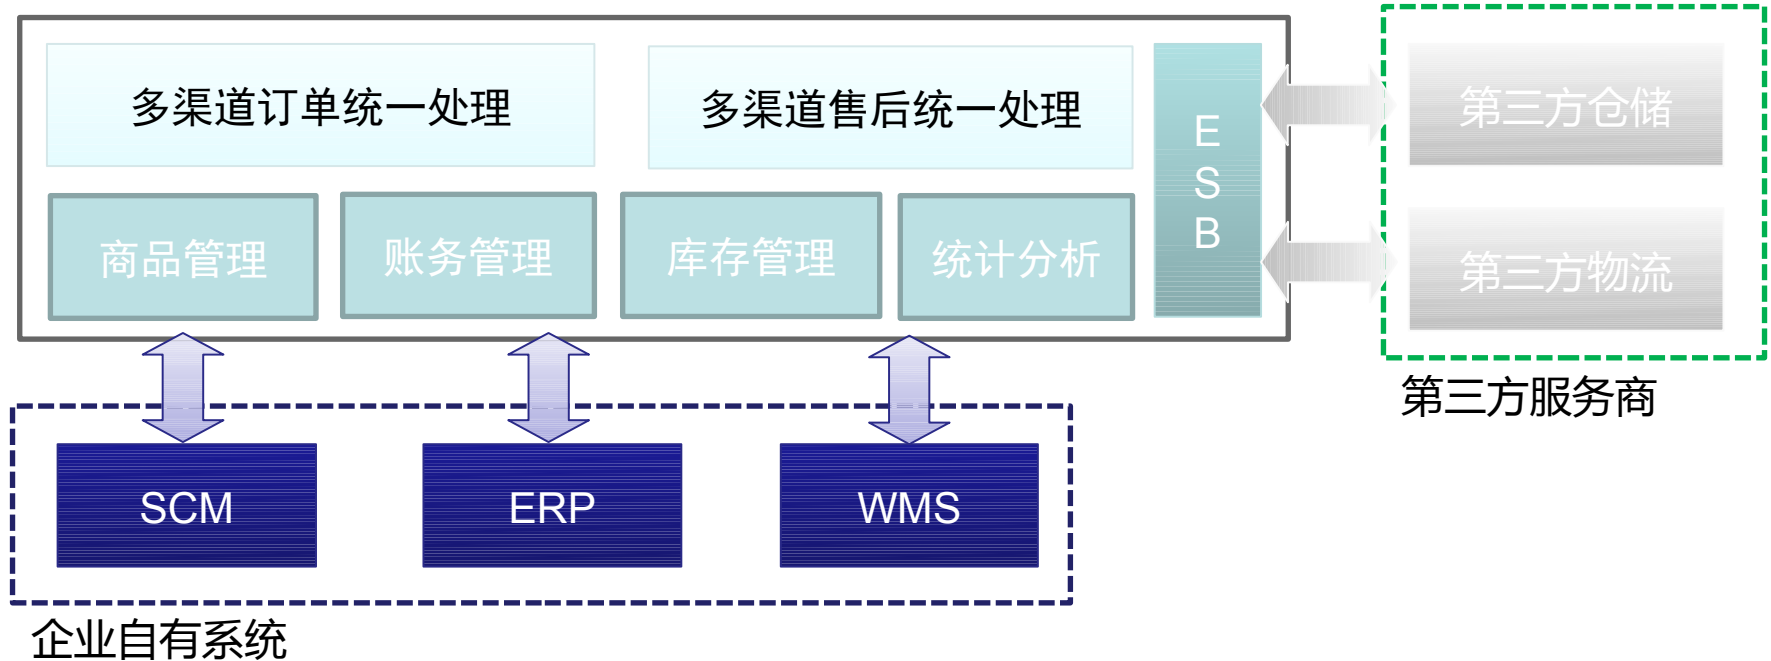 多渠道订单统一处理
多渠道售后统一处理
商品管理
账务管理
库存管理
统计分析
E
S
B
第三方仓储
第三方物流
第三方服务商
SCM
ERP
WMS
企业自有系统